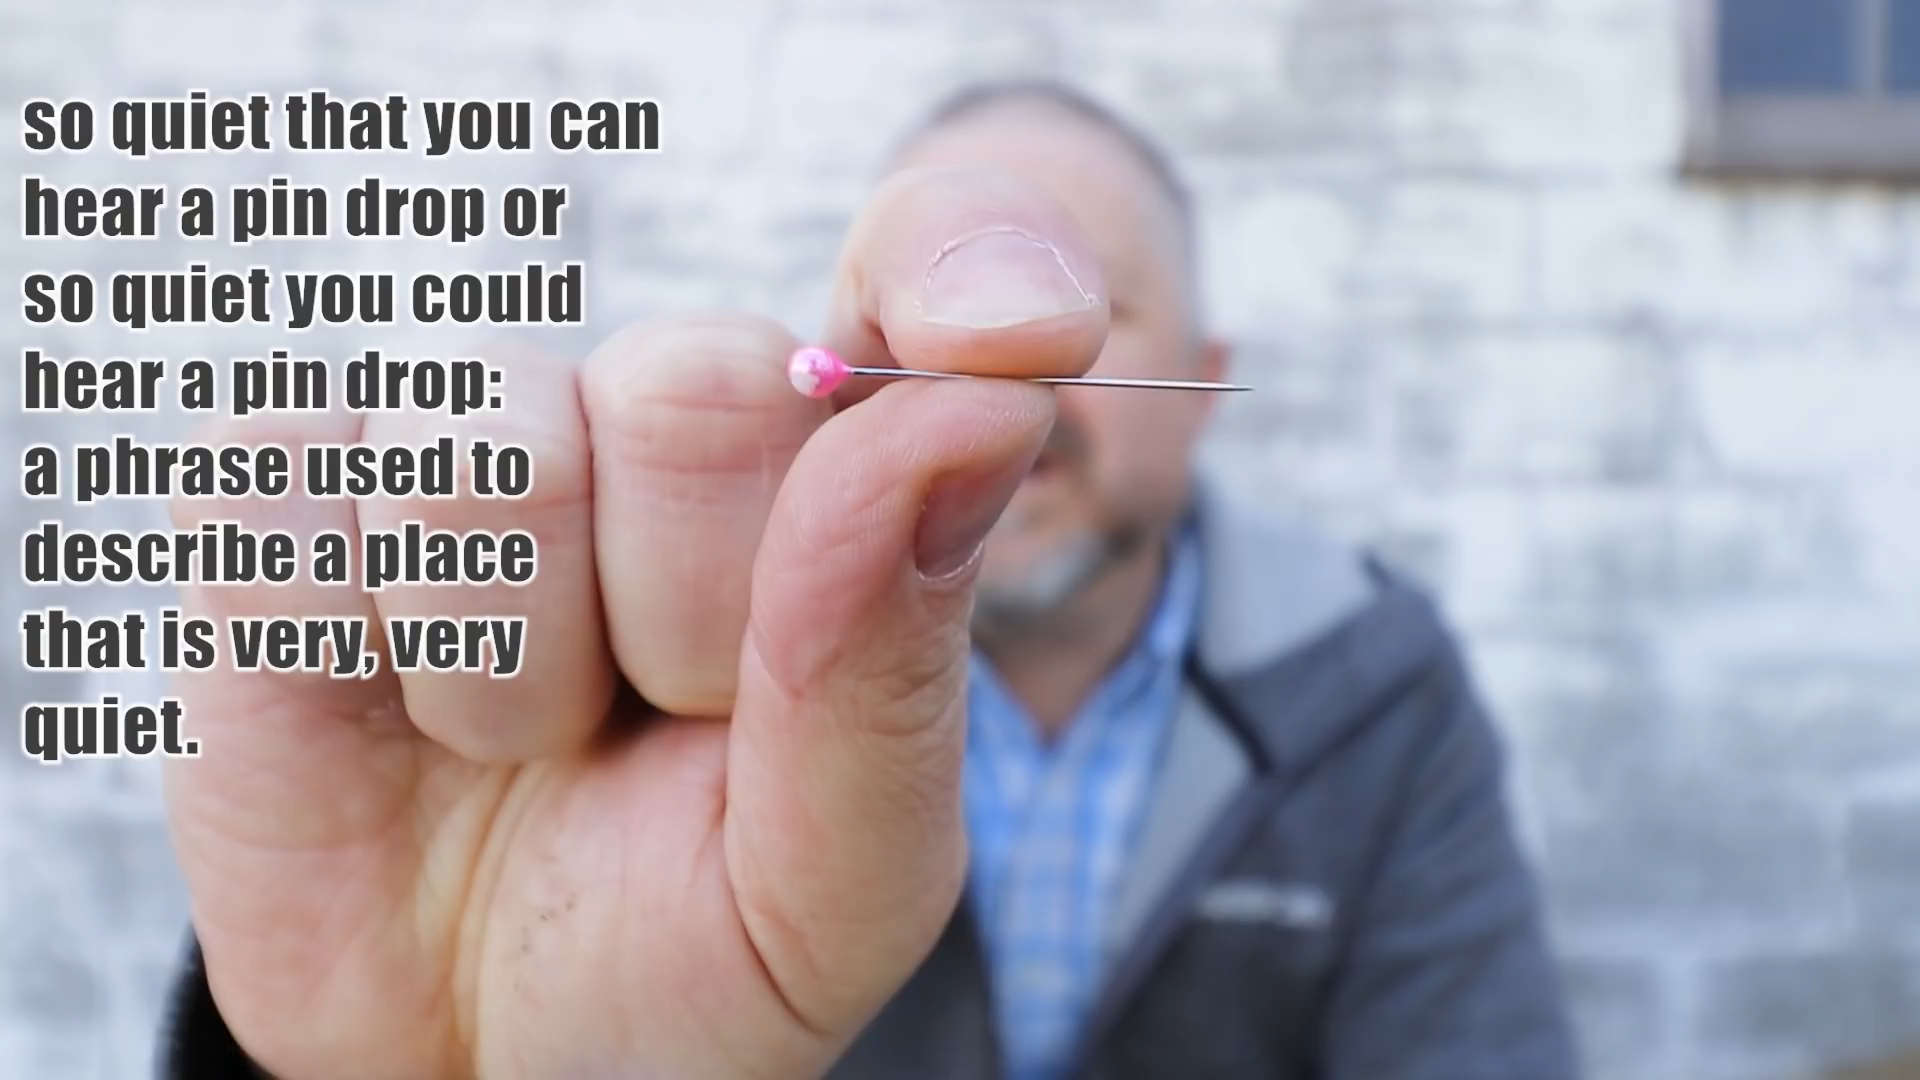 so quiet that you can
hear a pin drop or
so quiet you could
hear a pin drop:
a phrase used to
describe a place
that is very, very
quiet.